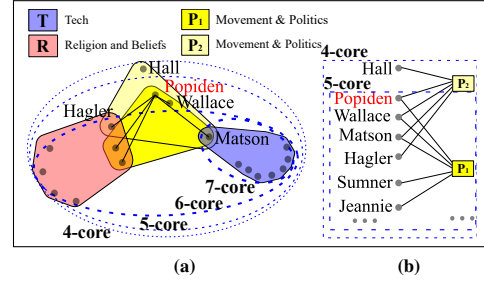 T Tech
P1 Movement & Politics
R Religion and Beliefs
P2 Movement & Politics
Hall
Popiden
Wallace
Hagler
Matson
7-core
6-core
5-core
4-core
(a)
4-core
Hall
P2
5-core
Popiden
Wallace
Matson
Hagler
P1
Sumner
Jeannie
(b)